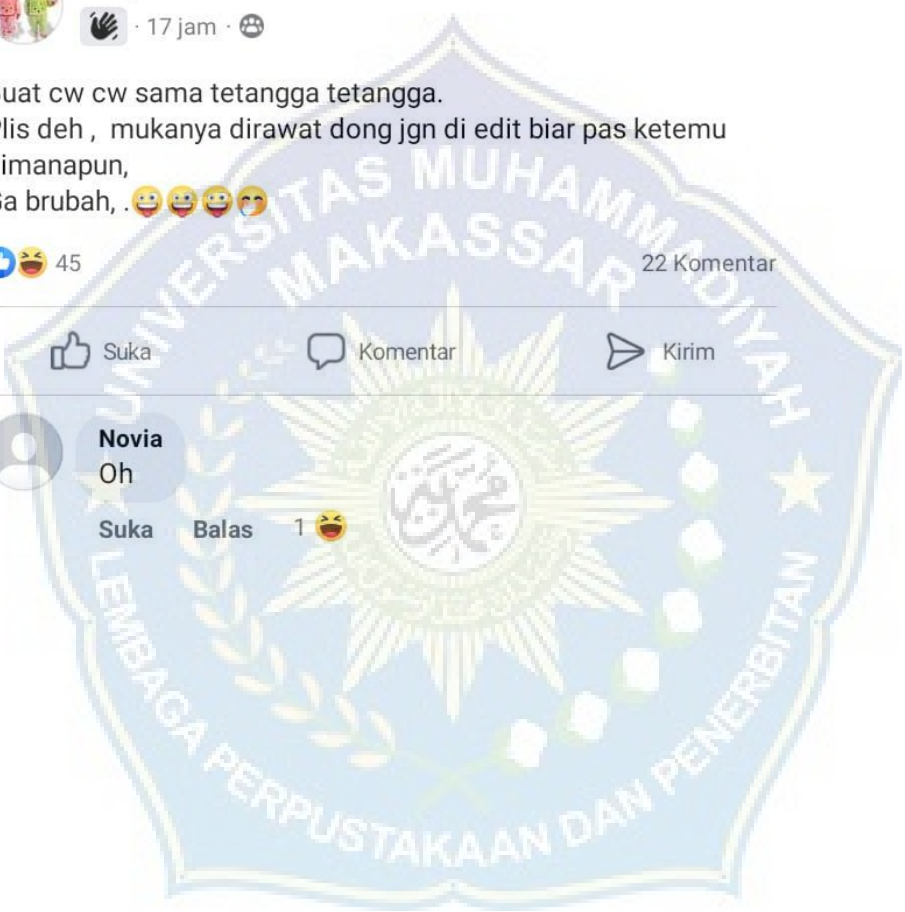 · 17 jam ·
uat cw cw sama tetangga tetangga.
lis deh , mukanya dirawat dong jgn di edit biar pas ketemu
imanapun,
a brubah, .🤪🤪🤪🤭
45
22 Komentar
Suka
Komentar
Kirim
Novia
Oh
Suka
Balas
1
UNIVERSITAS MUHAMMADIYAH
MAKASSAR
LEMBAGA PERPUSTAKAAN DAN PENERBITAN